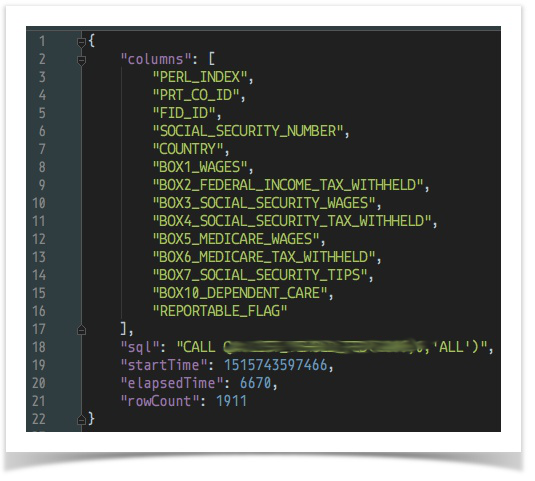 1 {
2 "columns": [
3 "PERL_INDEX",
4 "PRT_CO_ID",
5 "FID_ID",
6 "SOCIAL_SECURITY_NUMBER",
7 "COUNTRY",
8 "BOX1_WAGES",
9 "BOX2_FEDERAL_INCOME_TAX_WITHHELD",
10 "BOX3_SOCIAL_SECURITY_WAGES",
11 "BOX4_SOCIAL_SECURITY_TAX_WITHHELD",
12 "BOX5_MEDICARE_WAGES",
13 "BOX6_MEDICARE_TAX_WITHHELD",
14 "BOX7_SOCIAL_SECURITY_TIPS",
15 "BOX10_DEPENDENT_CARE",
16 "REPORTABLE_FLAG"
17 ],
18 "sql": "CALL 'ALL')",
19 "startTime": 1515743597466,
20 "elapsedTime": 6670,
21 "rowCount": 1911
22 }